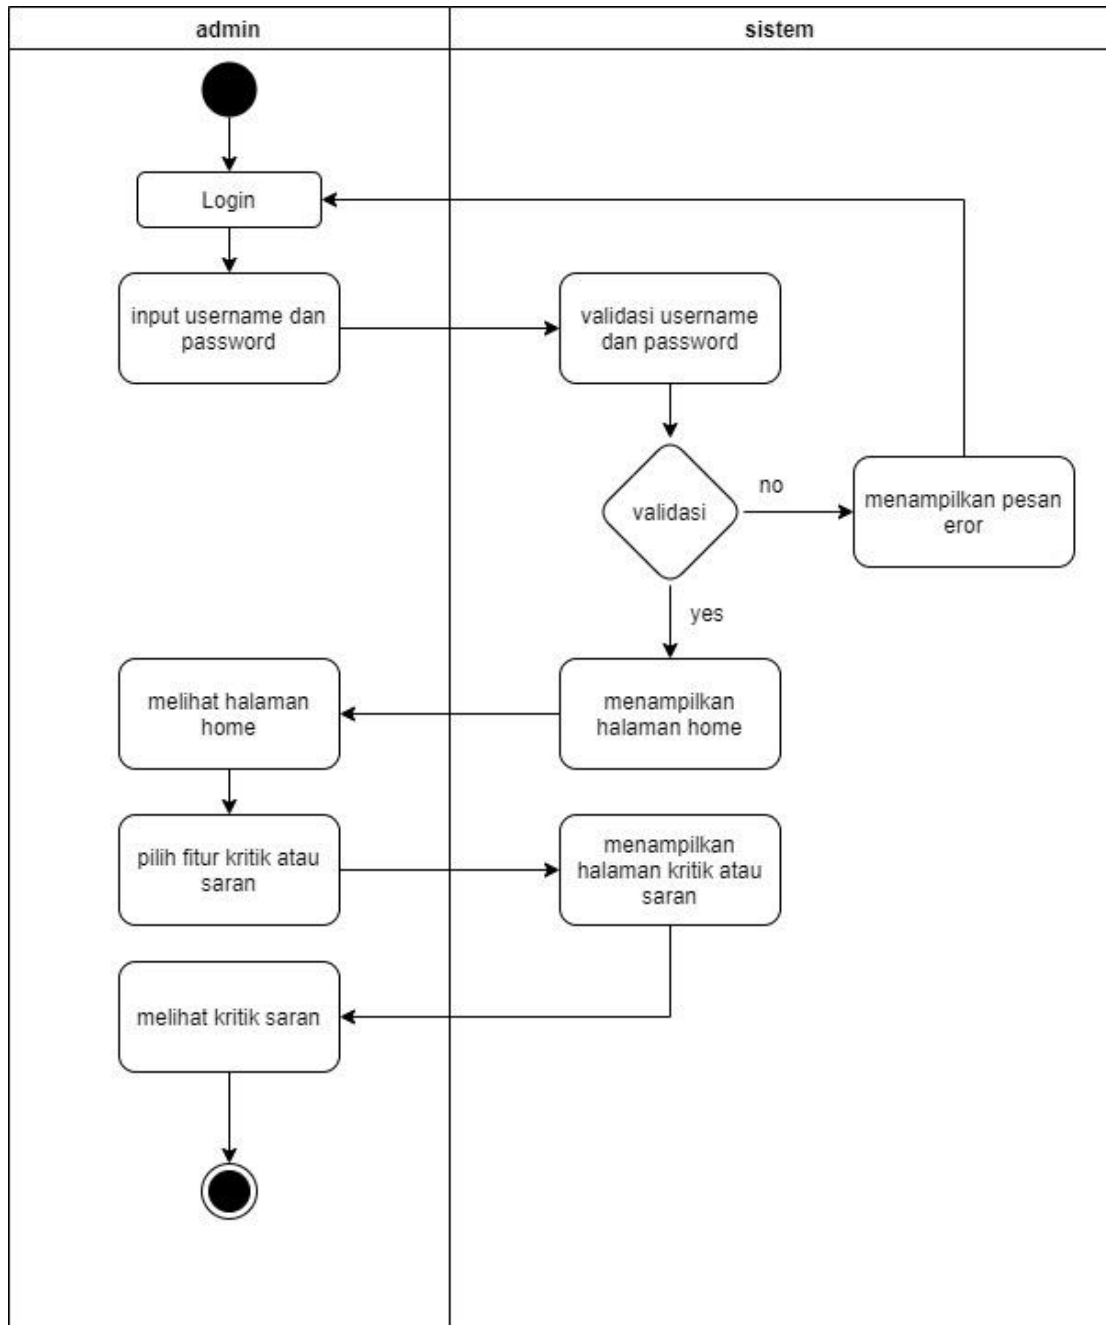 admin
sistem
Login
input username dan
password
validasi username
dan password
validasi
no
menampilkan pesan
eror
yes
melihat halaman
home
menampilkan
halaman home
pilih fitur kritik atau
saran
menampilkan
halaman kritik atau
saran
melihat kritik saran